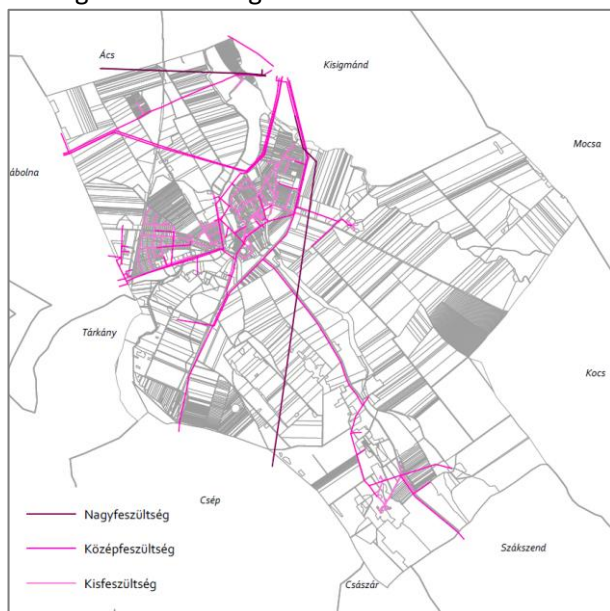 Ács
Kisigmánd
Mocsa
ábolna
Tárkány
Kocs
Csép
Szákszend
Császár
Nagyfeszültség
Középfeszültség
Kisfeszültség